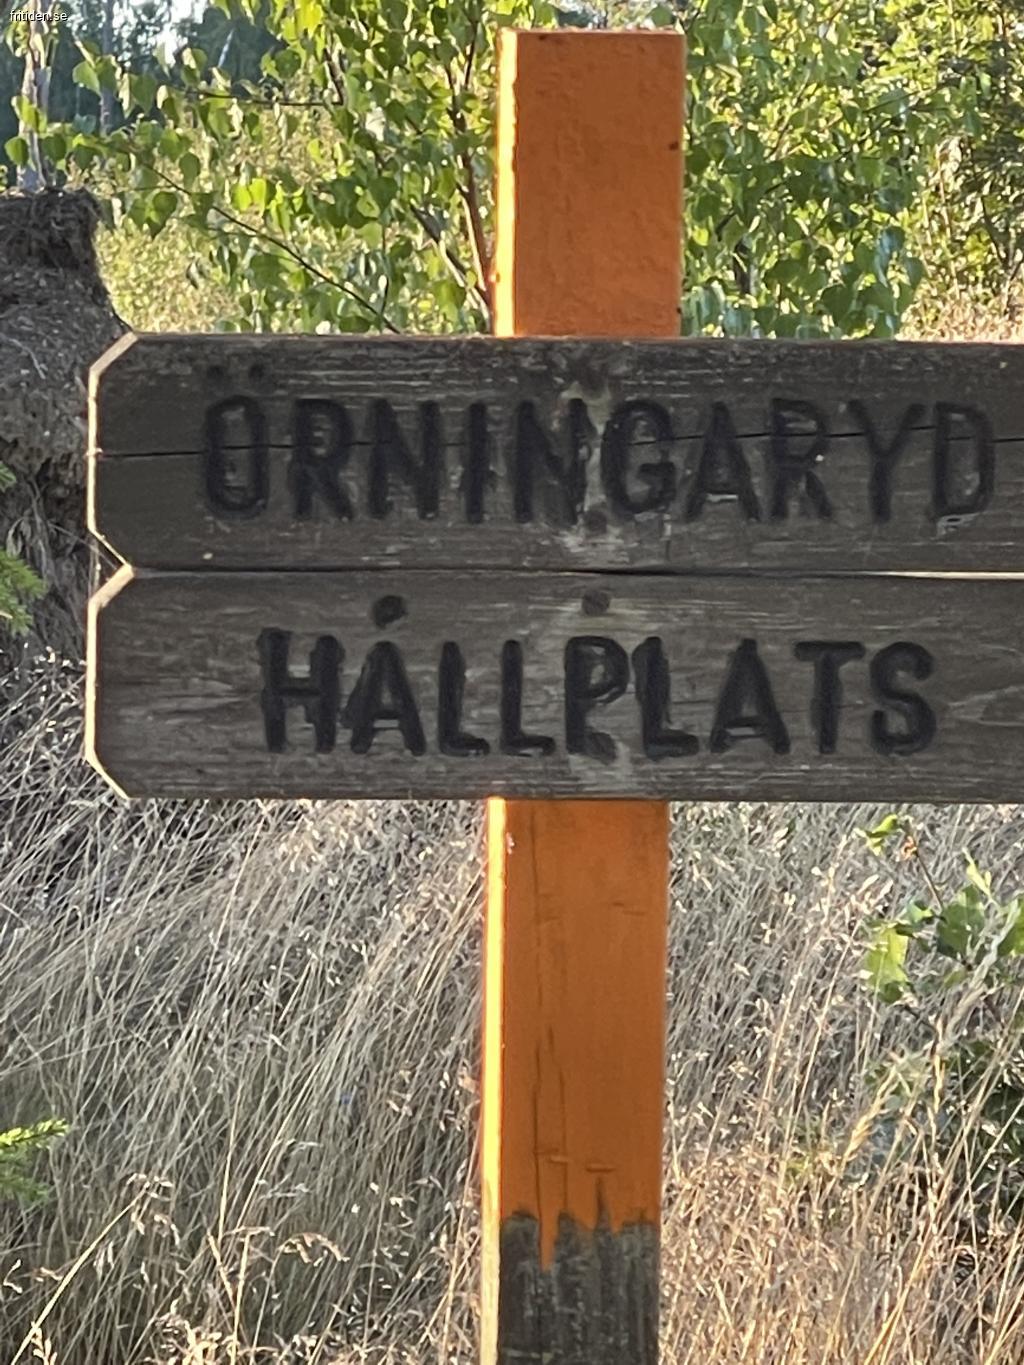 fritiden.se
ÖRNINGARYD
HÅLLPLATS